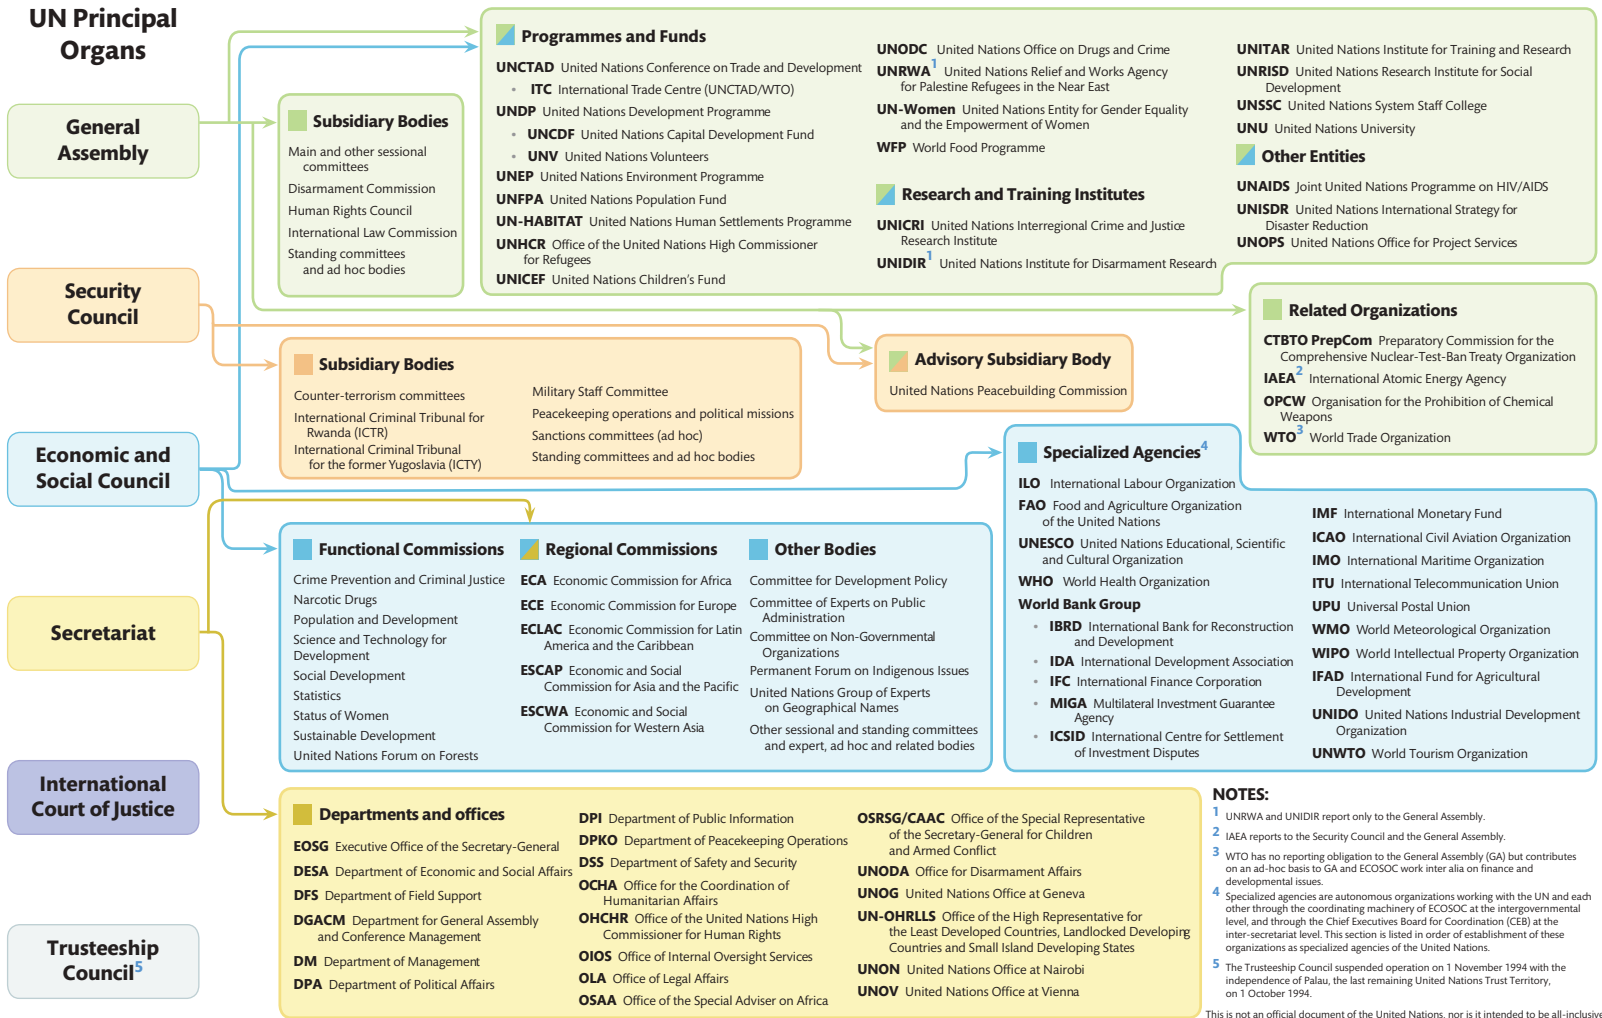 UN Principal
Organs
General
Assembly
Security
Council
Economic and
Social Council
Secretariat
International
Court of Justice
Trusteeship
Council5
Subsidiary Bodies
Main and other sessional
committees
Disarmament Commission
Human Rights Council
International Law Commission
Standing committees
and ad hoc bodies
Programmes and Funds
UNCTAD United Nations Conference on Trade and Development
• ITC International Trade Centre (UNCTAD/WTO)
UNDP United Nations Development Programme
• UNCDF United Nations Capital Development Fund
• UNV United Nations Volunteers
UNEP United Nations Environment Programme
UNFPA United Nations Population Fund
UN-HABITAT United Nations Human Settlements Programme
UNHCR Office of the United Nations High Commissioner
for Refugees
UNICEF United Nations Children's Fund
UNODC United Nations Office on Drugs and Crime
UNRWA1 United Nations Relief and Works Agency
for Palestine Refugees in the Near East
UN-Women United Nations Entity for Gender Equality
and the Empowerment of Women
WFP World Food Programme
Research and Training Institutes
UNICRI United Nations Interregional Crime and Justice
Research Institute
UNIDIR1 United Nations Institute for Disarmament Research
UNITAR United Nations Institute for Training and Research
UNRISD United Nations Research Institute for Social
Development
UNSSC United Nations System Staff College
UNU United Nations University
Other Entities
UNAIDS Joint United Nations Programme on HIV/AIDS
UNISDR United Nations International Strategy for
Disaster Reduction
UNOPS United Nations Office for Project Services
Subsidiary Bodies
Counter-terrorism committees
International Criminal Tribunal for
Rwanda (ICTR)
International Criminal Tribunal
for the former Yugoslavia (ICTY)
Military Staff Committee
Peacekeeping operations and political missions
Sanctions committees (ad hoc)
Standing committees and ad hoc bodies
Advisory Subsidiary Body
United Nations Peacebuilding Commission
Related Organizations
CTBTO PrepCom Preparatory Commission for the
Comprehensive Nuclear-Test-Ban Treaty Organization
IAEA2 International Atomic Energy Agency
OPCW Organisation for the Prohibition of Chemical
Weapons
WTO3 World Trade Organization
Functional Commissions
Crime Prevention and Criminal Justice
Narcotic Drugs
Population and Development
Science and Technology for
Development
Social Development
Statistics
Status of Women
Sustainable Development
United Nations Forum on Forests
Regional Commissions
ECA Economic Commission for Africa
ECE Economic Commission for Europe
ECLAC Economic Commission for Latin
America and the Caribbean
ESCAP Economic and Social
Commission for Asia and the Pacific
ESCWA Economic and Social
Commission for Western Asia
Other Bodies
Committee for Development Policy
Committee of Experts on Public
Administration
Committee on Non-Governmental
Organizations
Permanent Forum on Indigenous Issues
United Nations Group of Experts
on Geographical Names
Other sessional and standing committees
and expert, ad hoc and related bodies
Specialized Agencies4
ILO International Labour Organization
FAO Food and Agriculture Organization
of the United Nations
UNESCO United Nations Educational, Scientific
and Cultural Organization
WHO World Health Organization
World Bank Group
• IBRD International Bank for Reconstruction
and Development
• IDA International Development Association
• IFC International Finance Corporation
• MIGA Multilateral Investment Guarantee
Agency
• ICSID International Centre for Settlement
of Investment Disputes
IMF International Monetary Fund
ICAO International Civil Aviation Organization
IMO International Maritime Organization
ITU International Telecommunication Union
UPU Universal Postal Union
WMO World Meteorological Organization
WIPO World Intellectual Property Organization
IFAD International Fund for Agricultural
Development
UNIDO United Nations Industrial Development
Organization
UNWTO World Tourism Organization
Departments and offices
EOSG Executive Office of the Secretary-General
DESA Department of Economic and Social Affairs
DFS Department of Field Support
DGACM Department for General Assembly
and Conference Management
DM Department of Management
DPA Department of Political Affairs
DPI Department of Public Information
DPKO Department of Peacekeeping Operations
DSS Department of Safety and Security
OCHA Office for the Coordination of
Humanitarian Affairs
OHCHR Office of the United Nations High
Commissioner for Human Rights
OIOS Office of Internal Oversight Services
OLA Office of Legal Affairs
OSAA Office of the Special Adviser on Africa
OSRSG/CAAC Office of the Special Representative
of the Secretary-General for Children
and Armed Conflict
UNODA Office for Disarmament Affairs
UNOG United Nations Office at Geneva
UN-OHRLLS Office of the High Representative for
the Least Developed Countries, Landlocked Developing
Countries and Small Island Developing States
UNON United Nations Office at Nairobi
UNOV United Nations Office at Vienna
NOTES:
1 UNRWA and UNIDIR report only to the General Assembly.
2 IAEA reports to the Security Council and the General Assembly.
3 WTO has no reporting obligation to the General Assembly (GA) but contributes
on an ad-hoc basis to GA and ECOSOC work inter alia on finance and
developmental issues.
4 Specialized agencies are autonomous organizations working with the UN and each
other through the coordinating machinery of ECOSOC at the intergovernmental
level, and through the Chief Executives Board for Coordination (CEB) at the
inter-secretariat level. This section is listed in order of establishment of these
organizations as specialized agencies of the United Nations.
5 The Trusteeship Council suspended operation on 1 November 1994 with the
independence of Palau, the last remaining United Nations Trust Territory,
on 1 October 1994.
This is not an official document of the United Nations, nor is it intended to be all-inclusive